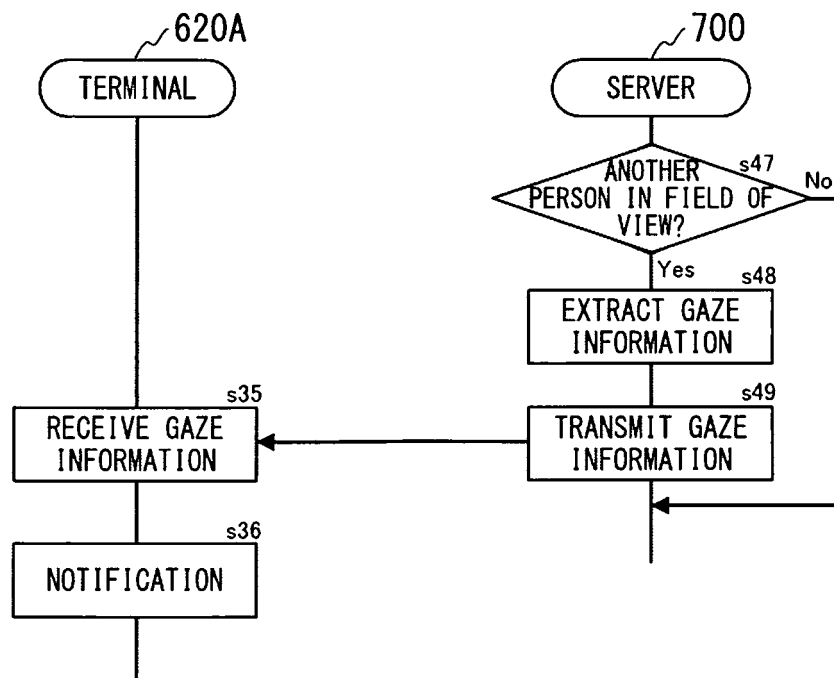 620A
700
TERMINAL
SERVER
s47
No
ANOTHER
PERSON IN FIELD OF
VIEW?
Yes
s48
EXTRACT GAZE
INFORMATION
s35
s49
RECEIVE GAZE
INFORMATION
TRANSMIT GAZE
INFORMATION
s36
NOTIFICATION